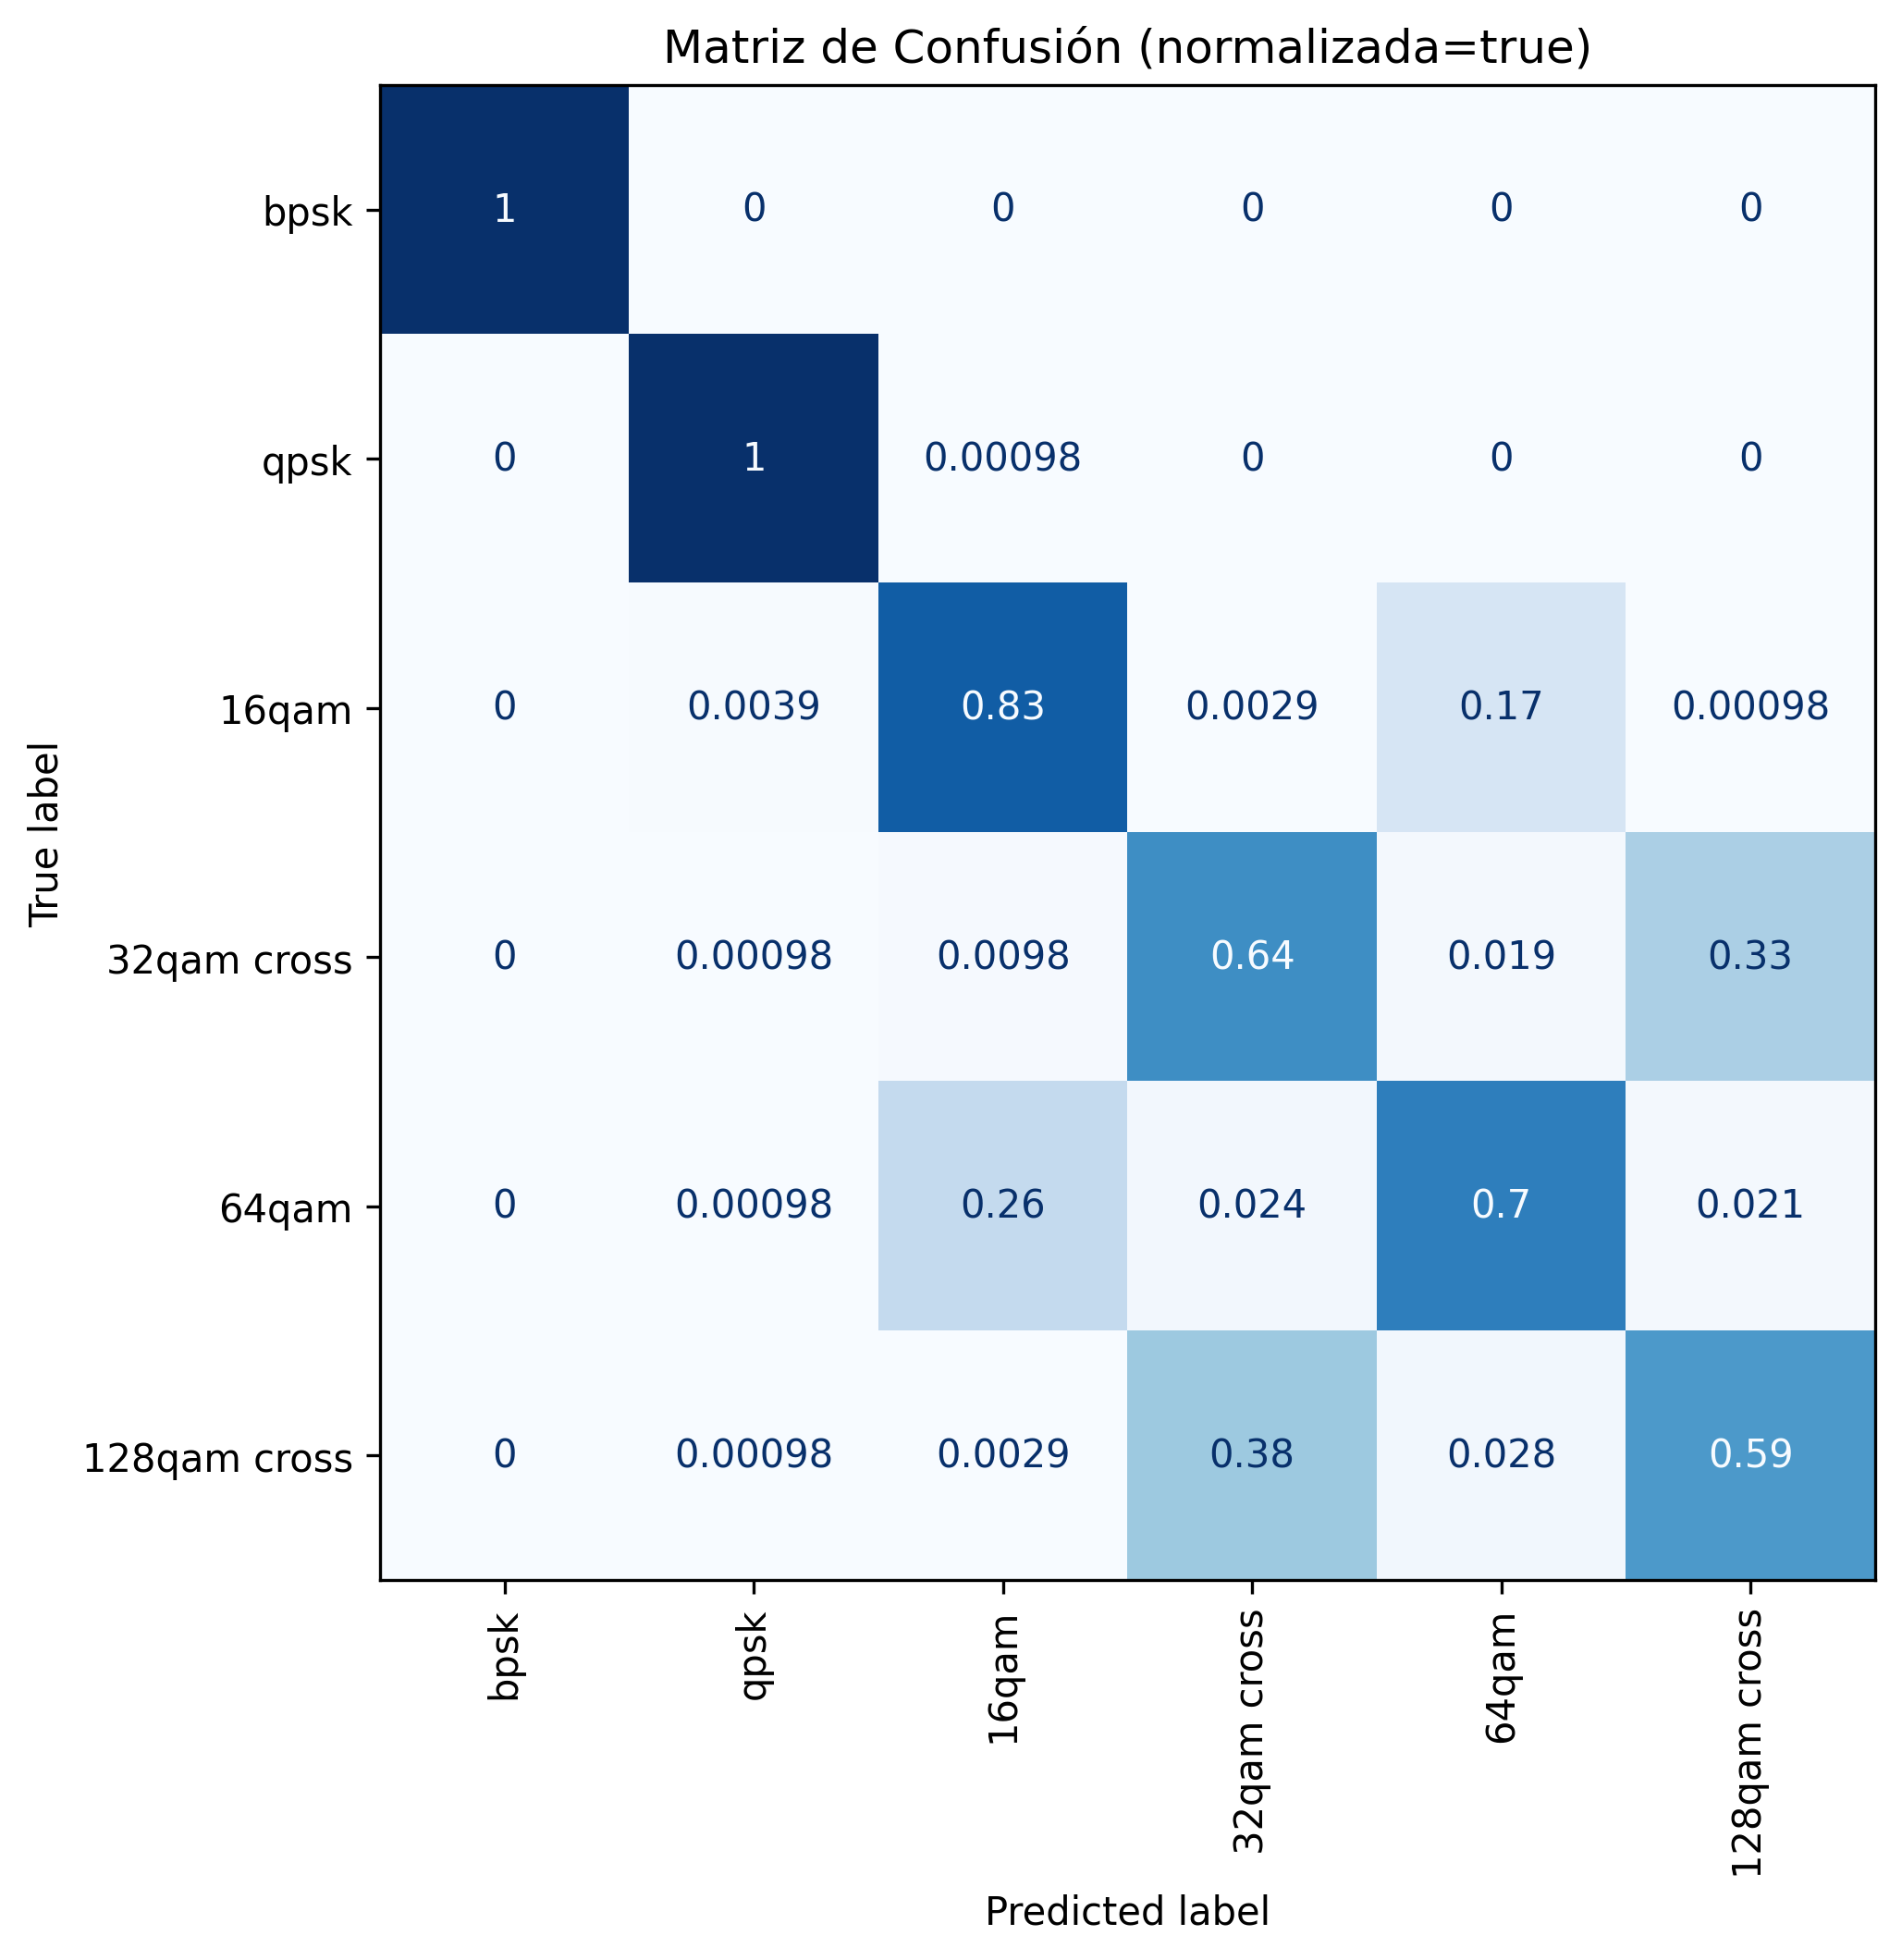 Matriz de Confusión (normalizada=true)
True label
bpsk 1 0 0 0 0 0
qpsk 0 1 0.00098 0 0 0
16qam 0 0.0039 0.83 0.0029 0.17 0.00098
32qam cross 0 0.00098 0.0098 0.64 0.019 0.33
64qam 0 0.00098 0.26 0.024 0.7 0.021
128qam cross 0 0.00098 0.0029 0.38 0.028 0.59
bpsk qpsk 16qam 32qam cross 64qam 128qam cross
Predicted label